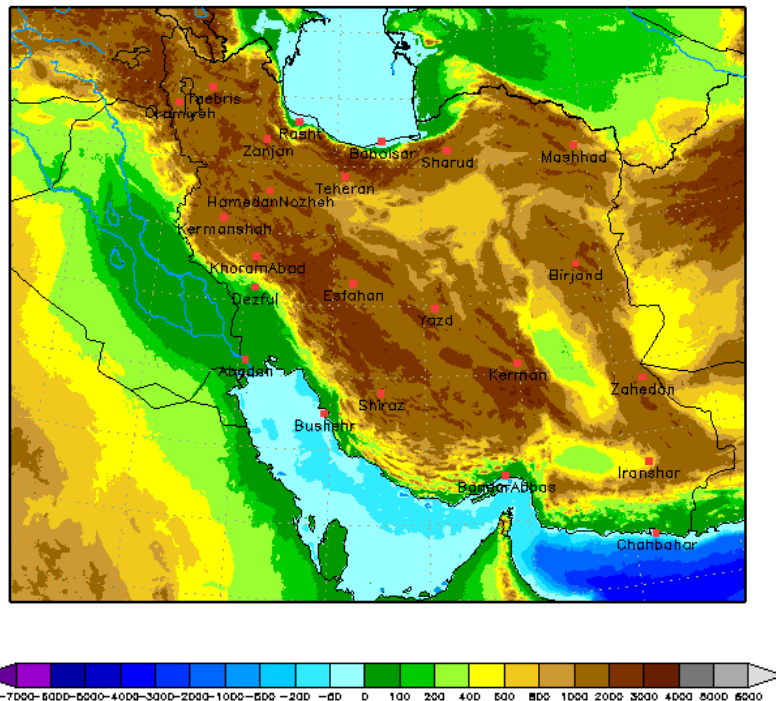 Taebris
Oramiyeh
Rasht
Zanjan
Babolsar
Sharud
Mashhad
Teheran
HamedanNozheh
Kermanshah
KhoramAbad
Birjand
Dezful
Esfahan
Yazd
Abadan
Kerman
Zahedan
Shiraz
Bushehr
Iranshar
BandarAbbas
Chahbahar
-7000-6000-5000-4000-3000-2000-1000-500 -200 -50 0 100 200 400 600 800 1000 2000 3000 4000 5000 6000